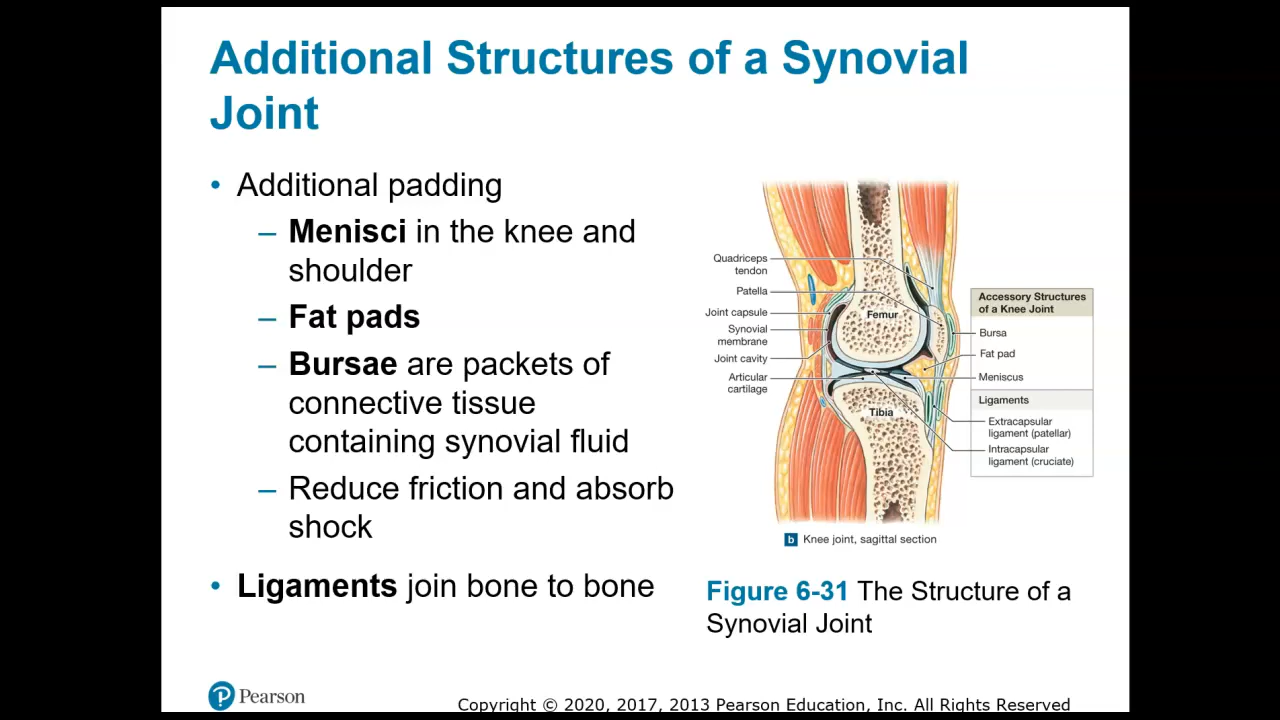 Additional Structures of a Synovial
Joint
• Additional padding
– Menisci in the knee and
shoulder
– Fat pads
– Bursae are packets of
connective tissue
containing synovial fluid
– Reduce friction and absorb
shock
• Ligaments join bone to bone
Quadriceps
tendon
Patella
Joint capsule
Synovial
membrane
Joint cavity
Articular
cartilage
Femur
Tibia
Accessory Structures
of a Knee Joint
Bursa
Fat pad
Meniscus
Ligaments
Extracapsular
ligament (patellar)
Intracapsular
ligament (cruciate)
b Knee joint, sagittal section
Figure 6-31 The Structure of a
Synovial Joint
P Pearson
Copyright © 2020, 2017, 2013 Pearson Education, Inc. All Rights Reserved